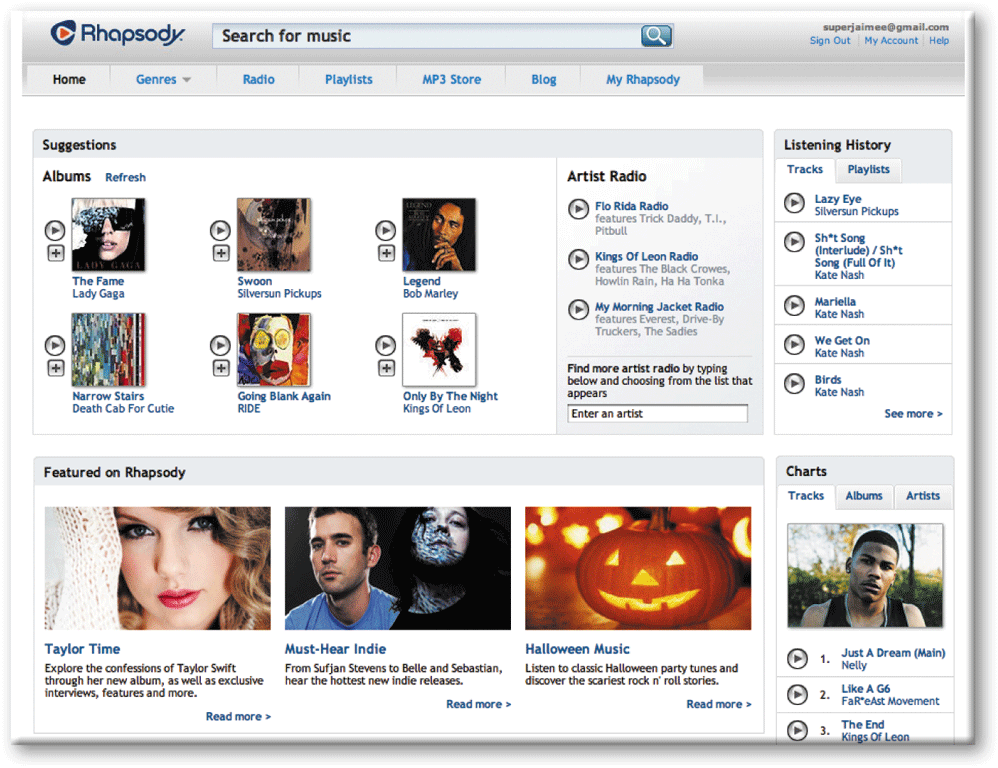 Rhapsody
Search for music
superjaimee@gmail.com
Sign Out | My Account | Help
Home
Genres
Radio
Playlists
MP3 Store
Blog
My Rhapsody
Suggestions
Albums Refresh
LADY GAGA
The Fame
Lady Gaga
Swoon
Silversun Pickups
LEGEND
Legend
Bob Marley
Narrow Stairs
Death Cab For Cutie
Going Blank Again
RIDE
Only By The Night
Kings Of Leon
Artist Radio
Flo Rida Radio
features Trick Daddy, T.I.,
Pitbull
Kings Of Leon Radio
features The Black Crowes,
Howlin Rain, Ha Ha Tonka
My Morning Jacket Radio
features Everest, Drive-By
Truckers, The Sadies
Find more artist radio by typing
below and choosing from the list that
appears
Enter an artist
Listening History
Tracks
Playlists
Lazy Eye
Silversun Pickups
Sh*t Song
(Interlude) / Sh*t
Song (Full Of It)
Kate Nash
Mariella
Kate Nash
We Get On
Kate Nash
Birds
Kate Nash
See more >
Featured on Rhapsody
Taylor Time
Explore the confessions of Taylor Swift
through her new album, as well as exclusive
interviews, features and more.
Read more >
Must-Hear Indie
From Sufjan Stevens to Belle and Sebastian,
hear the hottest new indie releases.
Read more >
Halloween Music
Listen to classic Halloween party tunes and
discover the scariest rock n' roll stories.
Read more >
Charts
Tracks
Albums
Artists
1. Just A Dream (Main)
Nelly
2. Like A G6
FaR*eAst Movement
3. The End
Kings Of Leon